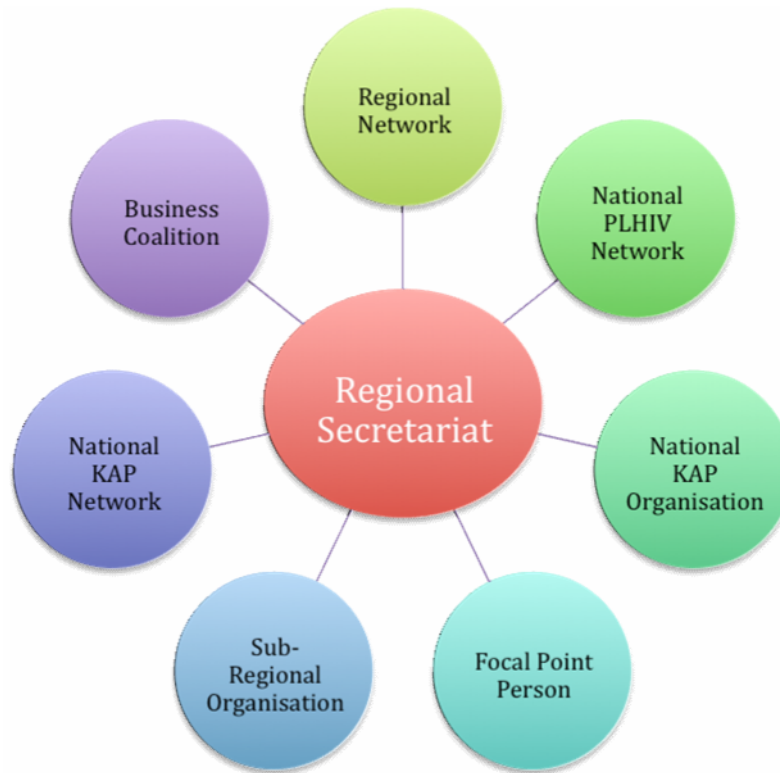 Regional
Network
National
PLHIV
Network
National
KAP
Organisation
Focal Point
Person
Sub-
Regional
Organisation
National
KAP
Network
Business
Coalition
Regional
Secretariat